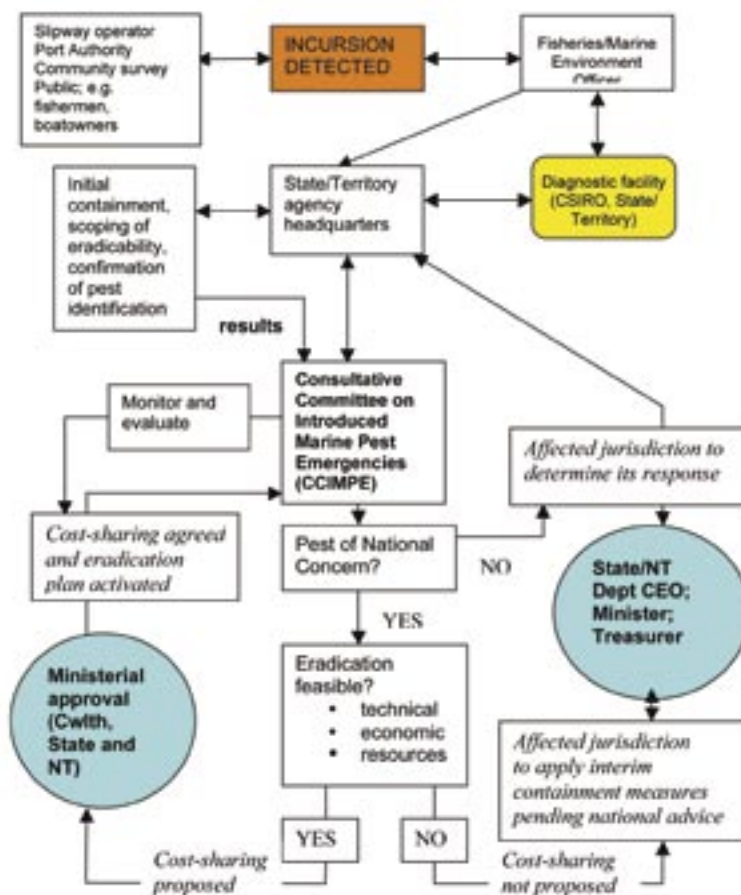 Slipway operator
Port Authority
Community survey
Public; e.g.
fishermen,
boatowners
INCURSION
DETECTED
Fisheries/Marine
Environment
Officer
Initial
containment,
scoping of
eradicability,
confirmation
of pest
identification
State/Territory
agency
headquarters
Diagnostic facility
(CSIRO, State/
Territory)
results
Monitor and
evaluate
Consultative
Committee on
Introduced
Marine Pest
Emergencies
(CCIMPE)
Affected jurisdiction to
determine its response
Cost-sharing agreed
and eradication
plan activated
Pest of National
Concern?
NO
State/NT
Dept CEO;
Minister;
Treasurer
YES
Ministerial
approval
(Cwlth,
State and
NT)
Eradication
feasible?
• technical
• economic
• resources
Affected jurisdiction
to apply interim
containment measures
pending national advice
YES
NO
Cost-sharing
proposed
Cost-sharing
not proposed